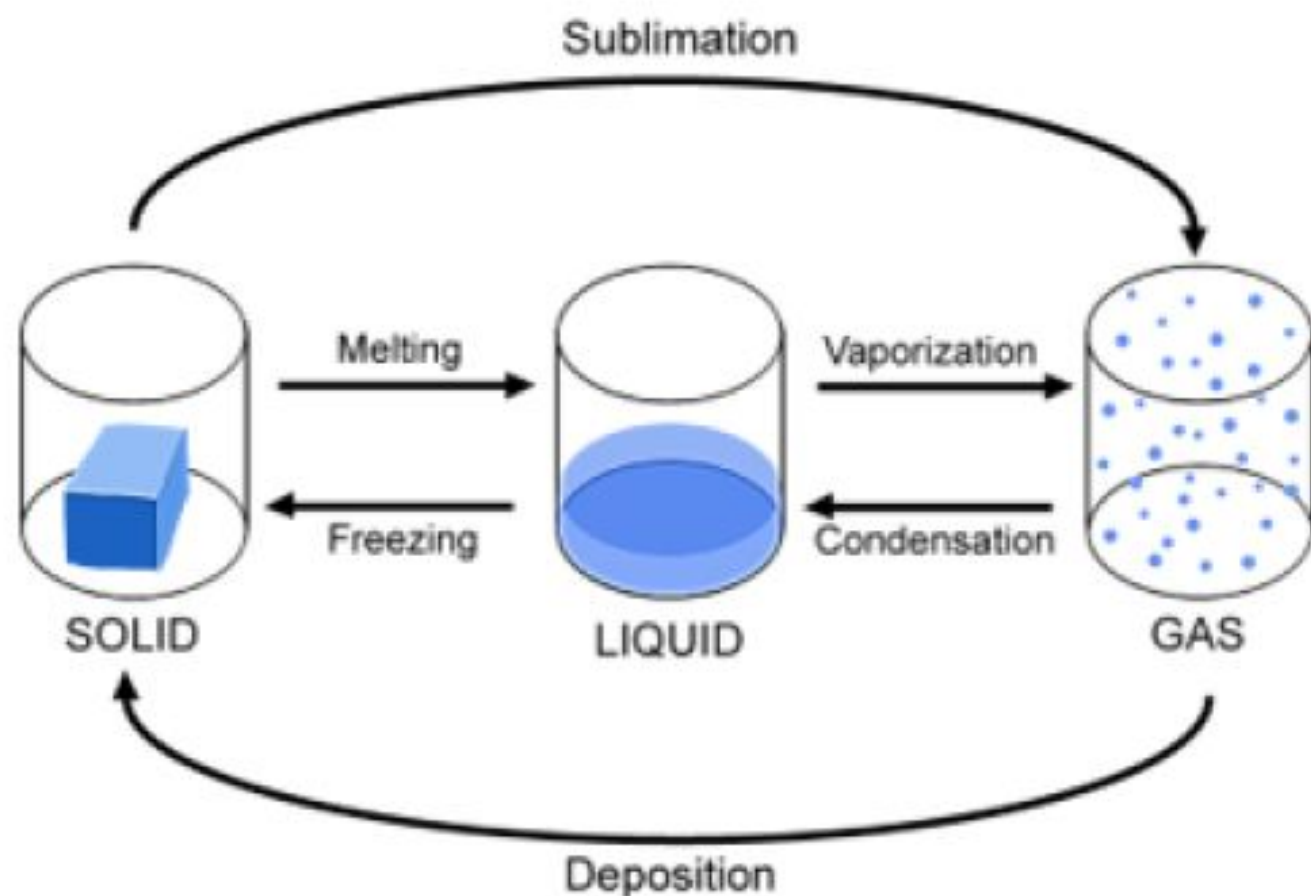 Sublimation
Melting
Vaporization
Freezing
Condensation
SOLID
LIQUID
GAS
Deposition